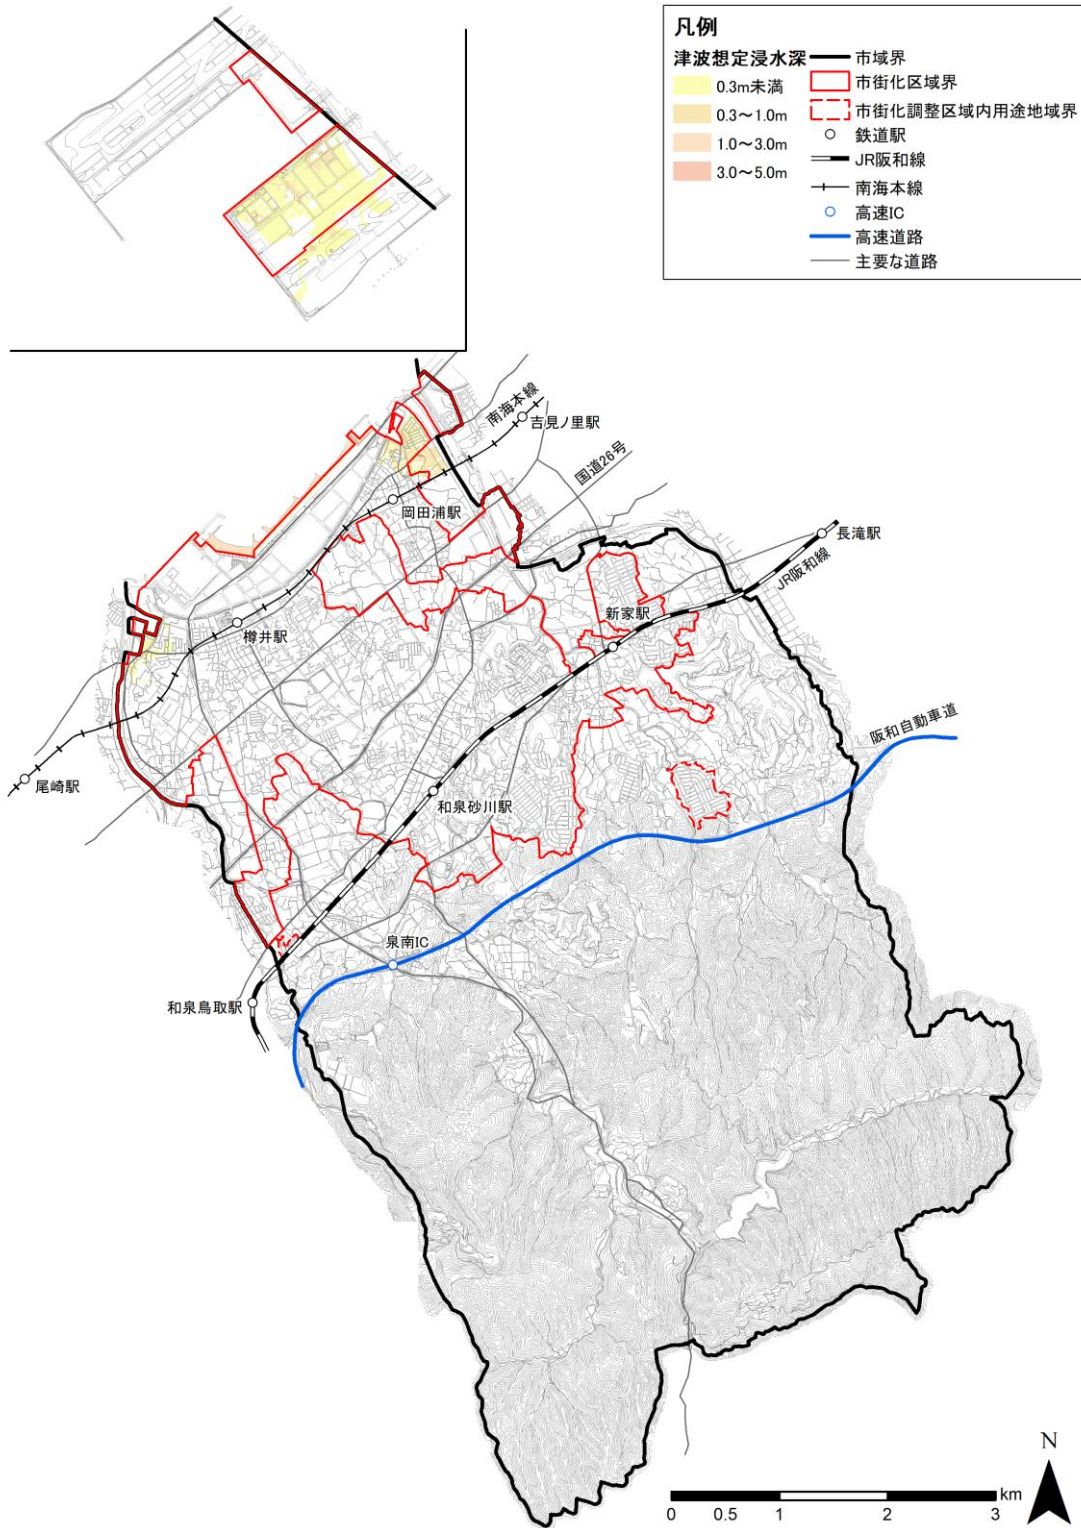 凡例
津波想定浸水深
0.3m未満
0.3～1.0m
1.0～3.0m
3.0～5.0m
市域界
市街化区域界
市街化調整区域内用途地域界
鉄道駅
JR阪和線
南海本線
高速IC
高速道路
主要な道路
南海本線
吉見ノ里駅
国道26号
岡田浦駅
長滝駅
JR阪和線
新家駅
樽井駅
阪和自動車道
尾崎駅
和泉砂川駅
泉南IC
和泉鳥取駅
N
km
0 0.5 1 2 3